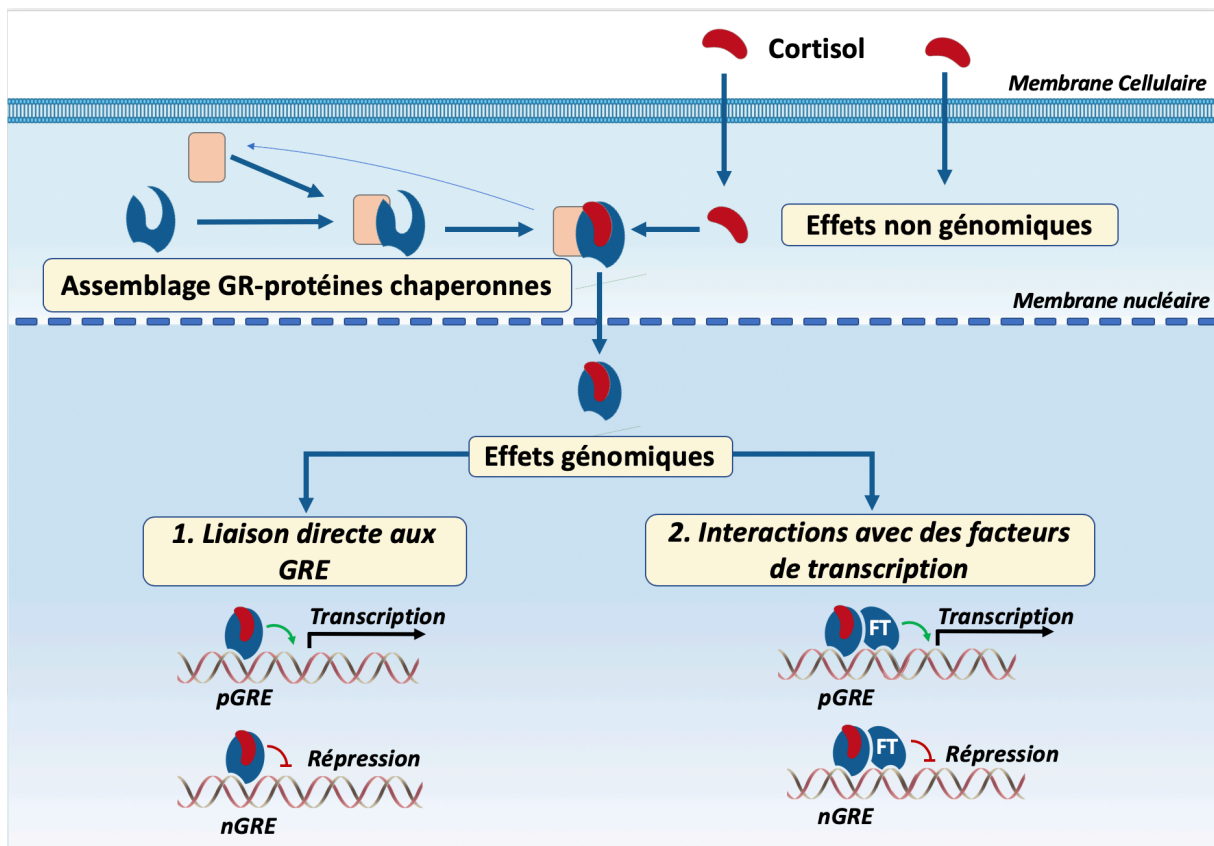 Cortisol
Membrane Cellulaire
Effets non génomiques
Assemblage GR-protéines chaperonnes
Membrane nucléaire
Effets génomiques
1. Liaison directe aux
GRE
2. Interactions avec des facteurs
de transcription
Transcription
pGRE
Répression
nGRE
FT
Transcription
pGRE
FT
Répression
nGRE